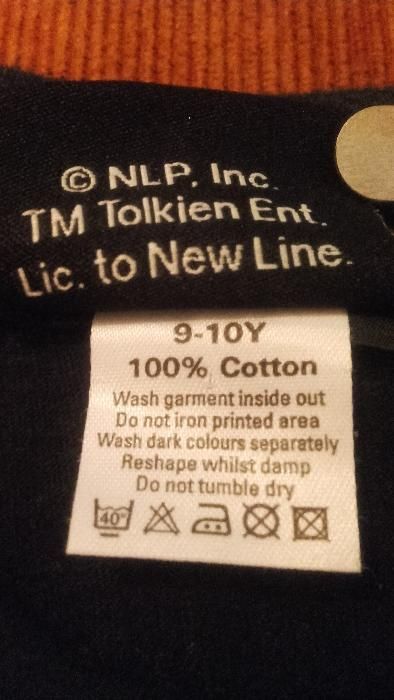 © NLP, Inc.
TM Tolkien Ent.
Lic. to New Line.
9-10Y
100% Cotton
Wash garment inside out
Do not iron printed area
Wash dark colours separately
Reshape whilst damp
Do not tumble dry
40°